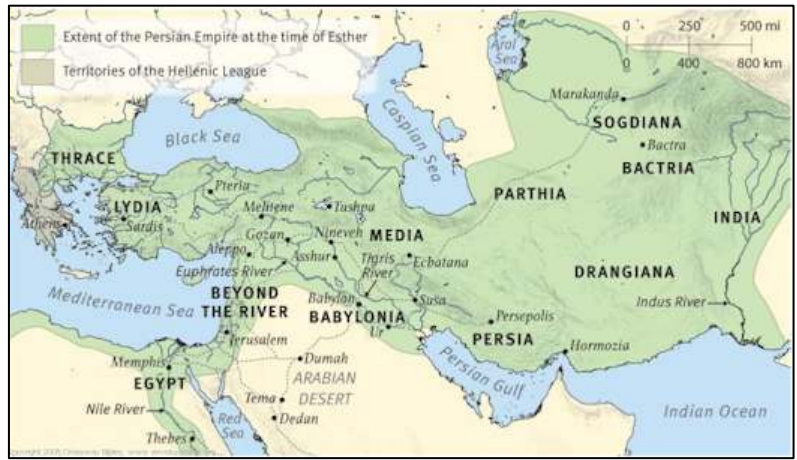 Extent of the Persian Empire at the time of Esther
Territories of the Hellenic League
0 250 500 mi
0 400 800 km
Aral
Sea
Marakanda
SOGDIANA
Bactra
BACTRIA
Caspian Sea
Black Sea
THRACE
PARTHIA
INDIA
Pteria
LYDIA
Sardis
Athens
Melitene
Tushpa
Gozan
Nineveh
MEDIA
Aleppo
Asshur
Tigris
River
Ecbatana
DRANGIANA
Euphrates River
BEYOND
THE RIVER
Mediterranean Sea
Babylon
Susa
Indus River
BABYLONIA
Persepolis
Ur
PERSIA
Jerusalem
Hormozia
Memphis
Dumah
EGYPT
ARABIAN
DESERT
Persian Gulf
Tema
Nile River
Dedan
Red
Sea
Indian Ocean
Thebes